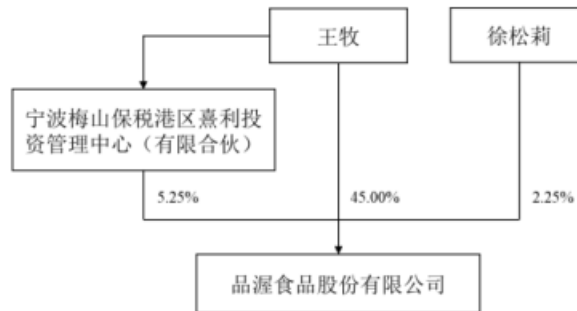 王牧
徐松莉
宁波梅山保税港区熹利投
资管理中心（有限合伙）
5.25%
45.00%
2.25%
品渥食品股份有限公司